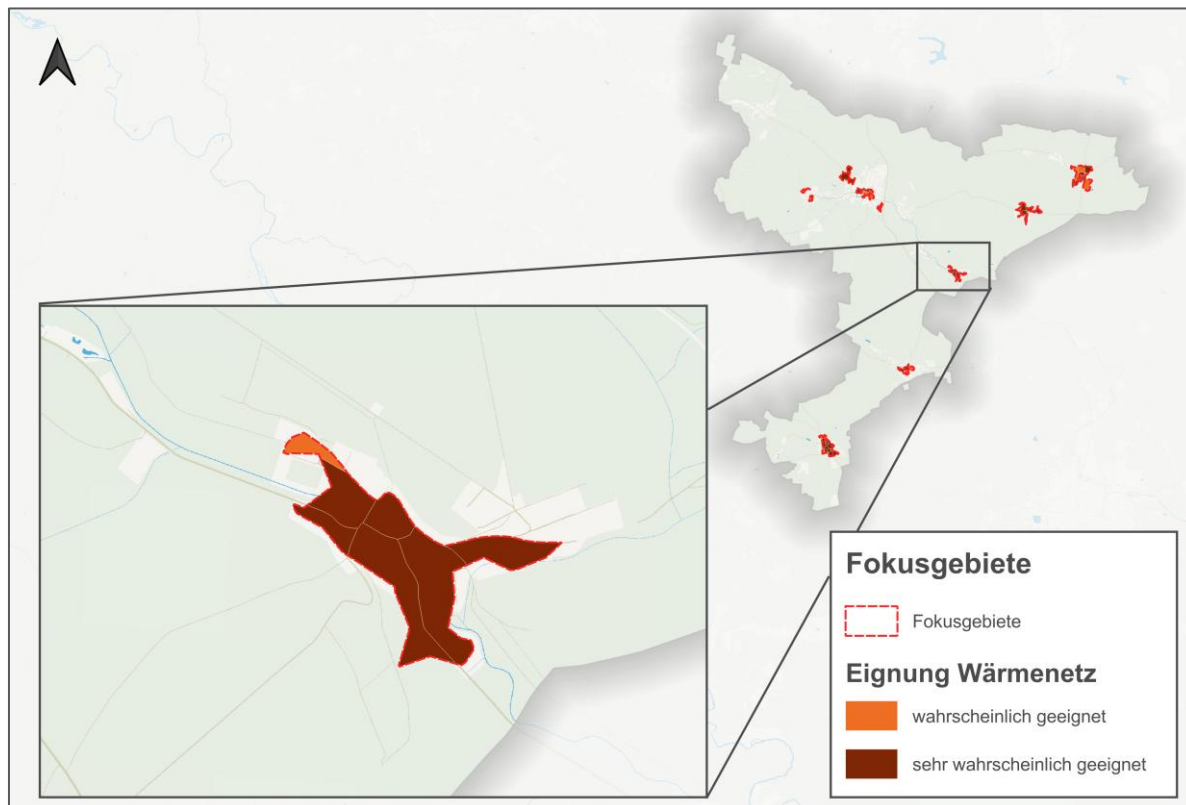 Fokusgebiete
Fokusgebiete
Eignung Wärmenetz
wahrscheinlich geeignet
sehr wahrscheinlich geeignet